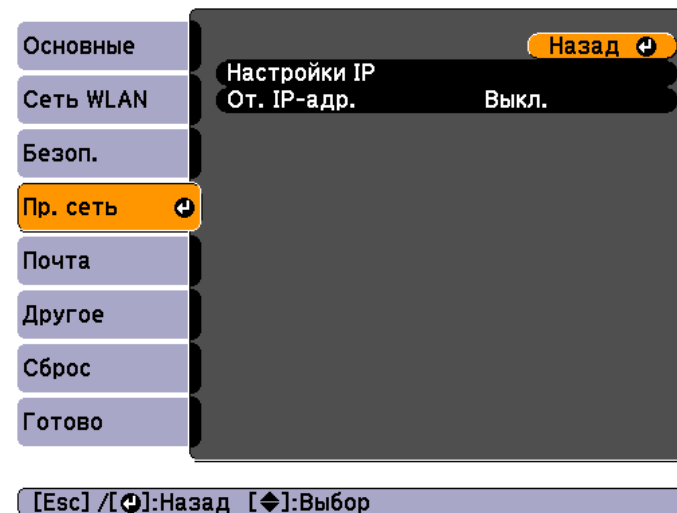 Основные
Сеть WLAN
Безоп.
Пр. сеть
Почта
Другое
Сброс
Готово
Назад
Настройки IP
От. IP-адр. Выкл.
[Esc] /[⏎]:Назад [◆]:Выбор